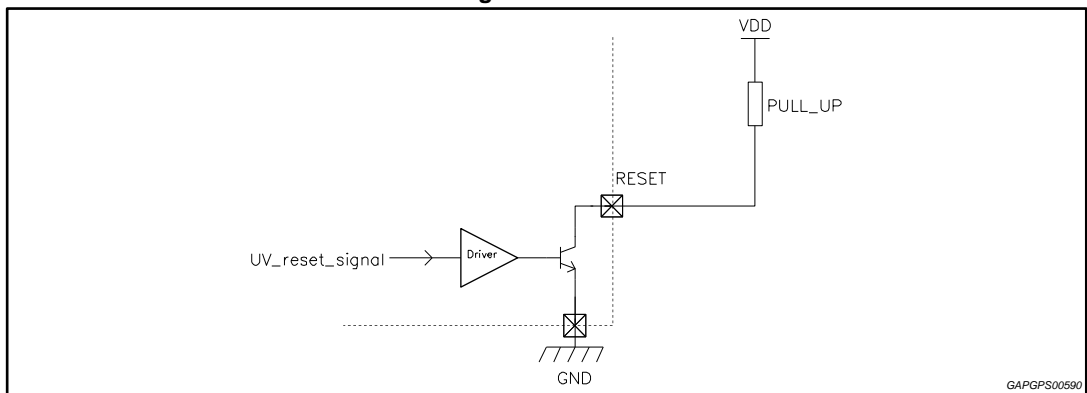 VDD
PULL_UP
RESET
Driver
UV_reset_signal
GND
GAPGPS00590